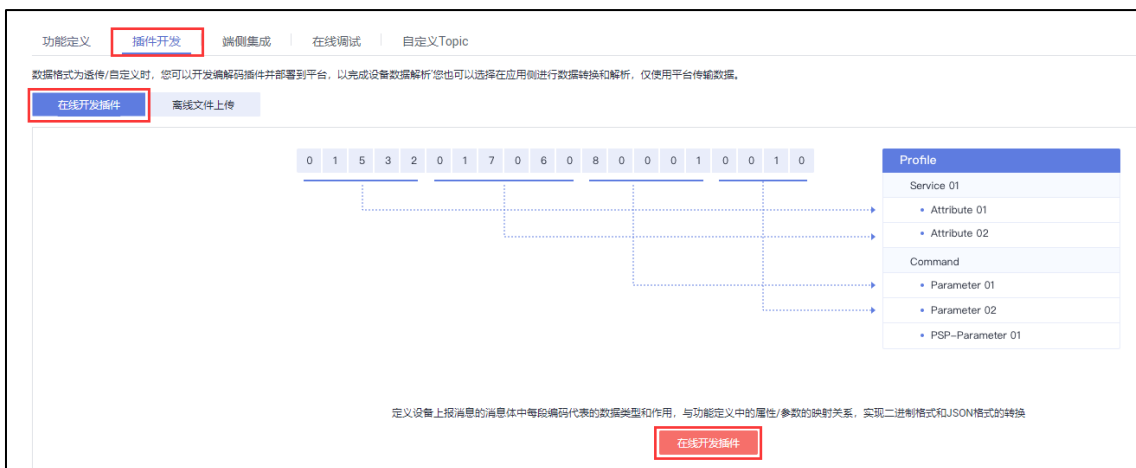 功能定义 插件开发 端侧集成 在线调试 自定义Topic
数据格式为透传/自定义时，您可以开发编解码插件并部署到平台，以完成设备数据解析'您也可以选择在应用侧进行数据转换和解析，仅使用平台传输数据。
在线开发插件 离线文件上传
0 1 5 3 2 0 1 7 0 6 0 8 0 0 0 1 0 0 1 0
Profile
Service 01
• Attribute 01
• Attribute 02
Command
• Parameter 01
• Parameter 02
• PSP-Parameter 01
定义设备上报消息的消息体中每段编码代表的数据类型和作用，与功能定义中的属性/参数的映射关系，实现二进制格式和JSON格式的转换
在线开发插件